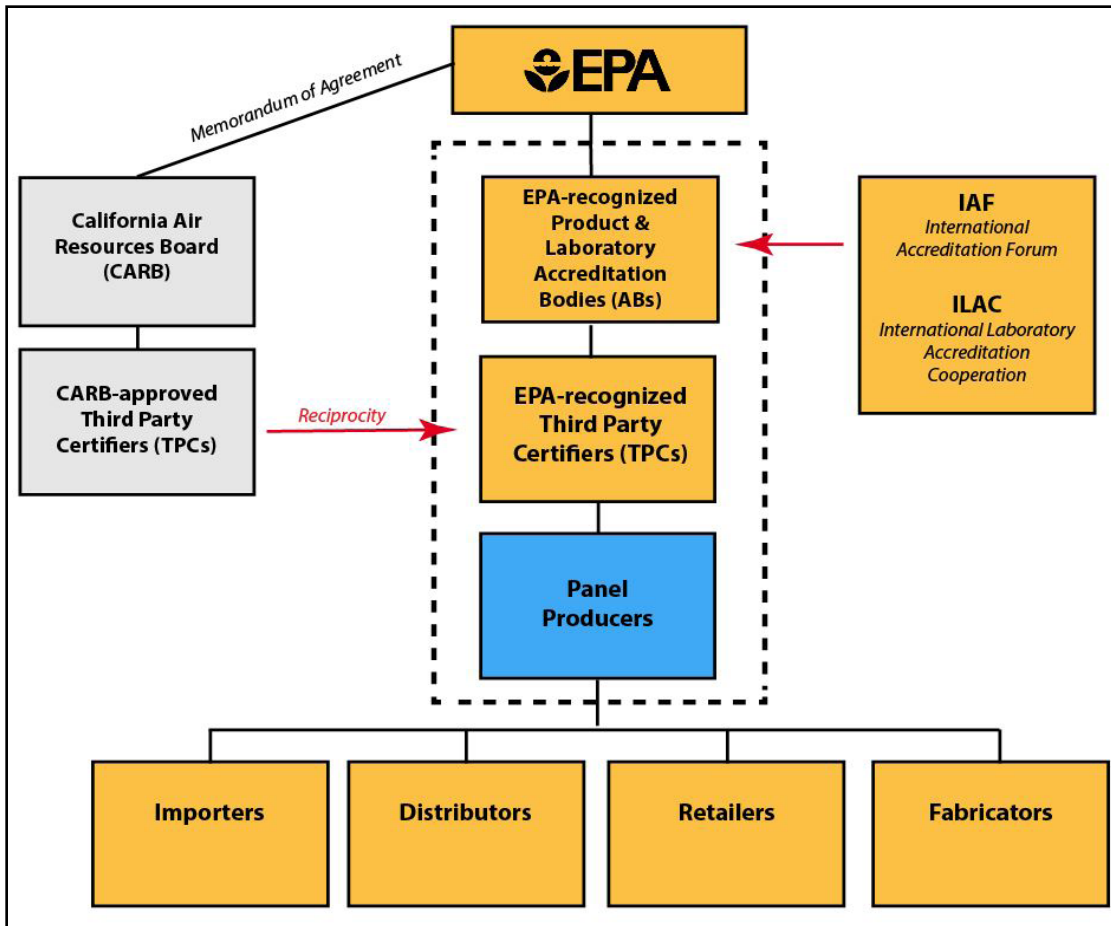 EPA
Memorandum of Agreement
California Air
Resources Board
(CARB)
EPA-recognized
Product &
Laboratory
Accreditation
Bodies (ABs)
IAF
International
Accreditation Forum
ILAC
International Laboratory
Accreditation
Cooperation
CARB-approved
Third Party
Certifiers (TPCs)
Reciprocity
EPA-recognized
Third Party
Certifiers (TPCs)
Panel
Producers
Importers
Distributors
Retailers
Fabricators